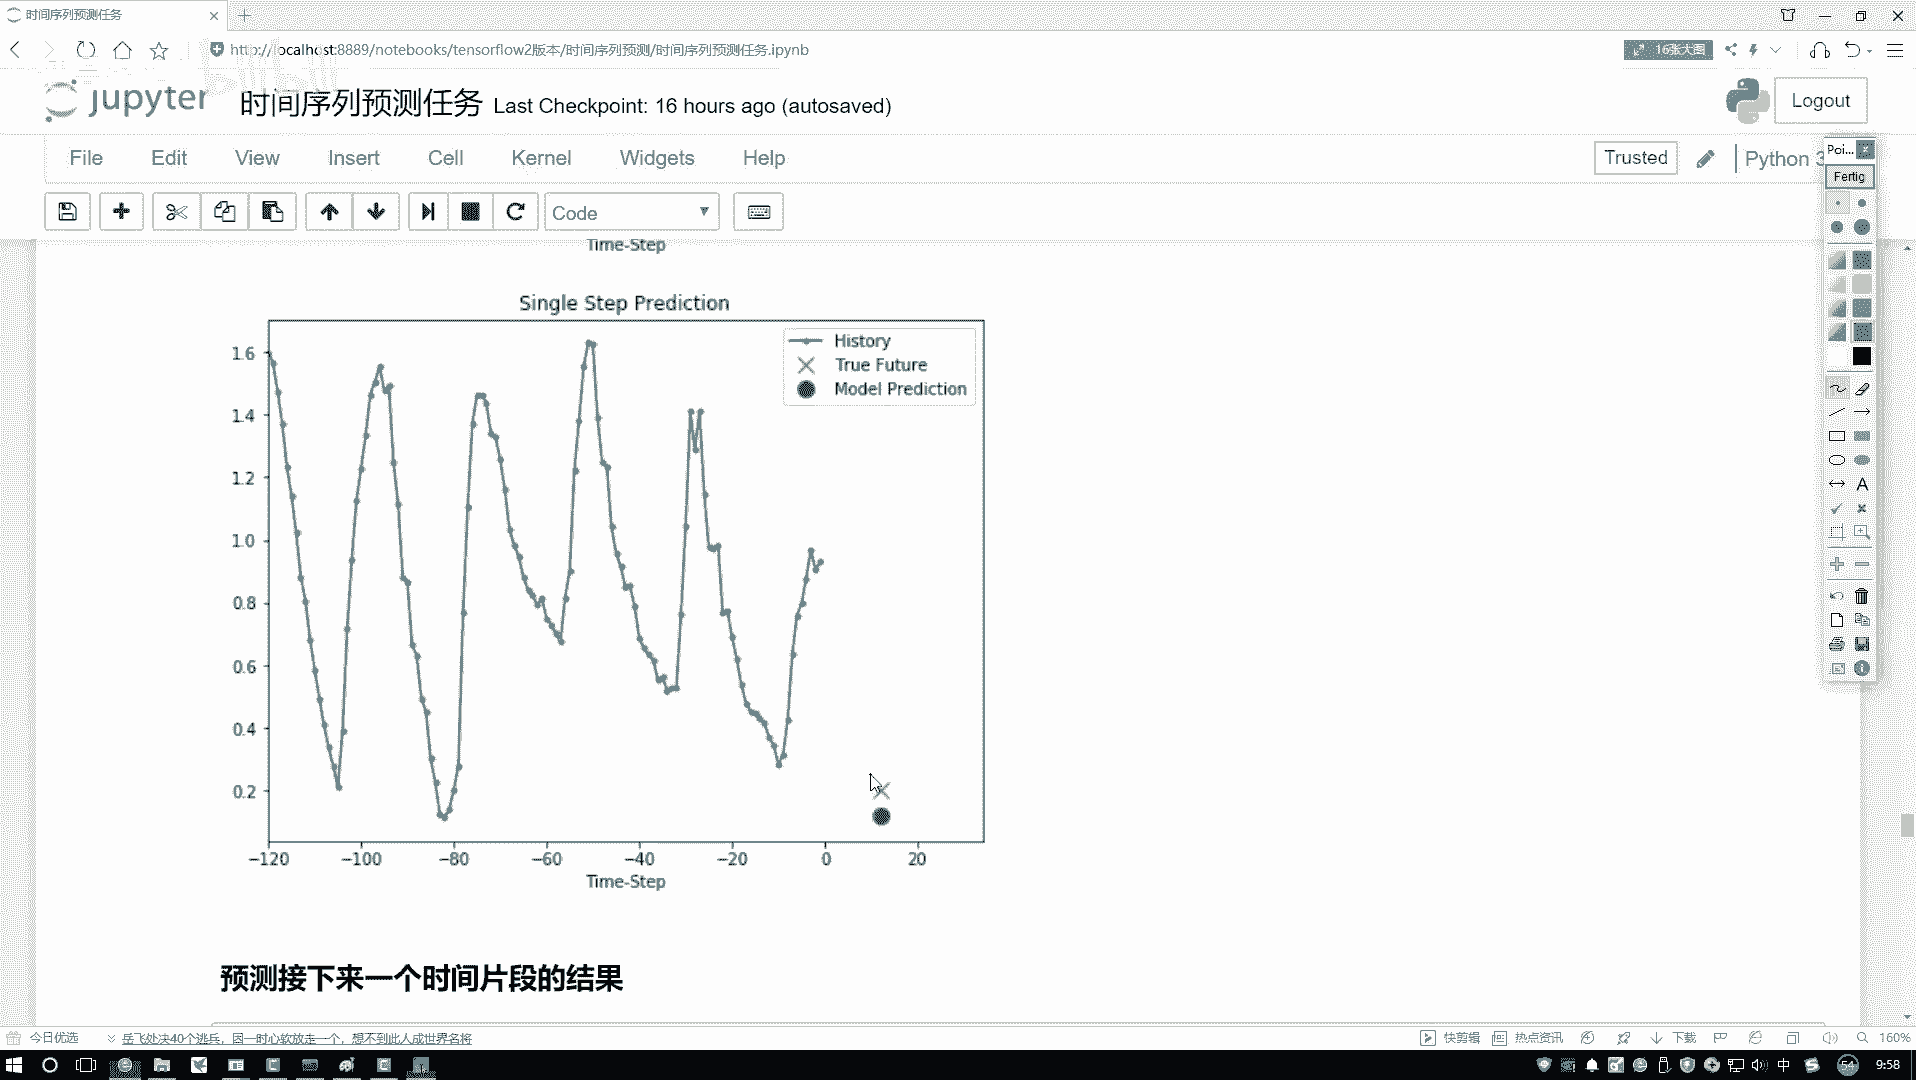 时间序列预测任务
http://localhost:8889/notebooks/tensorflow2版本/时间序列预测/时间序列预测任务.ipynb
16张大图
bilibili
jupyter 时间序列预测任务 Last Checkpoint: 16 hours ago (autosaved)
Logout
File Edit View Insert Cell Kernel Widgets Help
Trusted
Python 3
Poi...
Fertig
Code
Time-Step
Single Step Prediction
History
True Future
Model Prediction
1.6
1.4
1.2
1.0
0.8
0.6
0.4
0.2
−120 −100 −80 −60 −40 −20 0 20
Time-Step
预测接下来一个时间片段的结果
今日优选
岳飞处决40个逃兵，因一时心软放走一个，想不到此人成世界名将
快剪辑
热点资讯
下载
160%
中
54
9:58